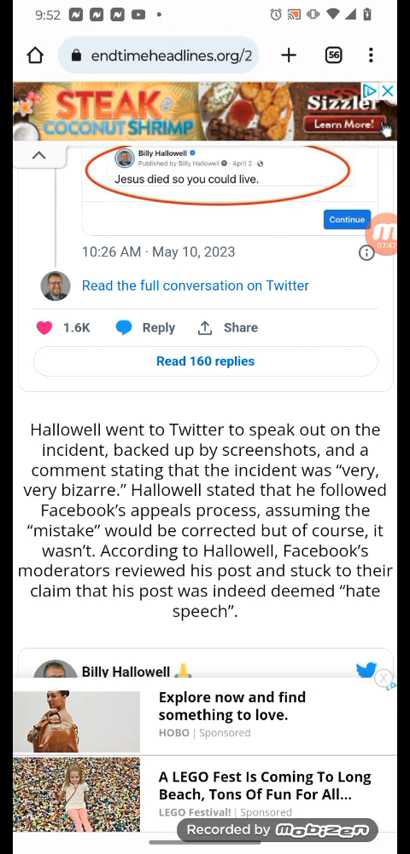 9:52
endtimeheadlines.org/2
56
STEAK &
COCONUT SHRIMP
Sizzler
Learn More!
Billy Hallowell
Published by Billy Hallowell · April 2 ·
Jesus died so you could live.
Continue
07:47
10:26 AM · May 10, 2023
Read the full conversation on Twitter
1.6K Reply Share
Read 160 replies
Hallowell went to Twitter to speak out on the
incident, backed up by screenshots, and a
comment stating that the incident was “very,
very bizarre.” Hallowell stated that he followed
Facebook’s appeals process, assuming the
“mistake” would be corrected but of course, it
wasn’t. According to Hallowell, Facebook’s
moderators reviewed his post and stuck to their
claim that his post was indeed deemed “hate
speech”.
Billy Hallowell 🙏
Explore now and find
something to love.
HOBO | Sponsored
A LEGO Fest Is Coming To Long
Beach, Tons Of Fun For All...
LEGO Festival! | Sponsored
Recorded by mobizen